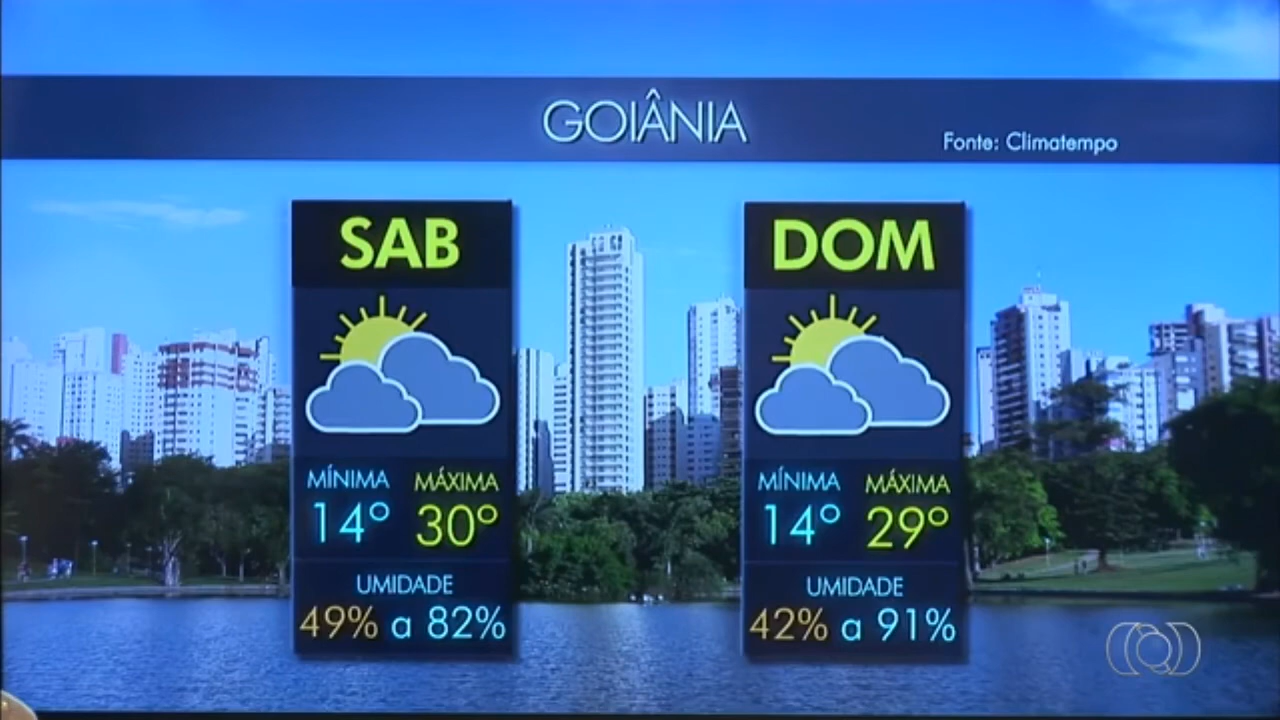 GOIÂNIA
Fonte: Climatempo
SAB
MÍNIMA MÁXIMA
14° 30°
UMIDADE
49% a 82%
DOM
MÍNIMA MÁXIMA
14° 29°
UMIDADE
42% a 91%